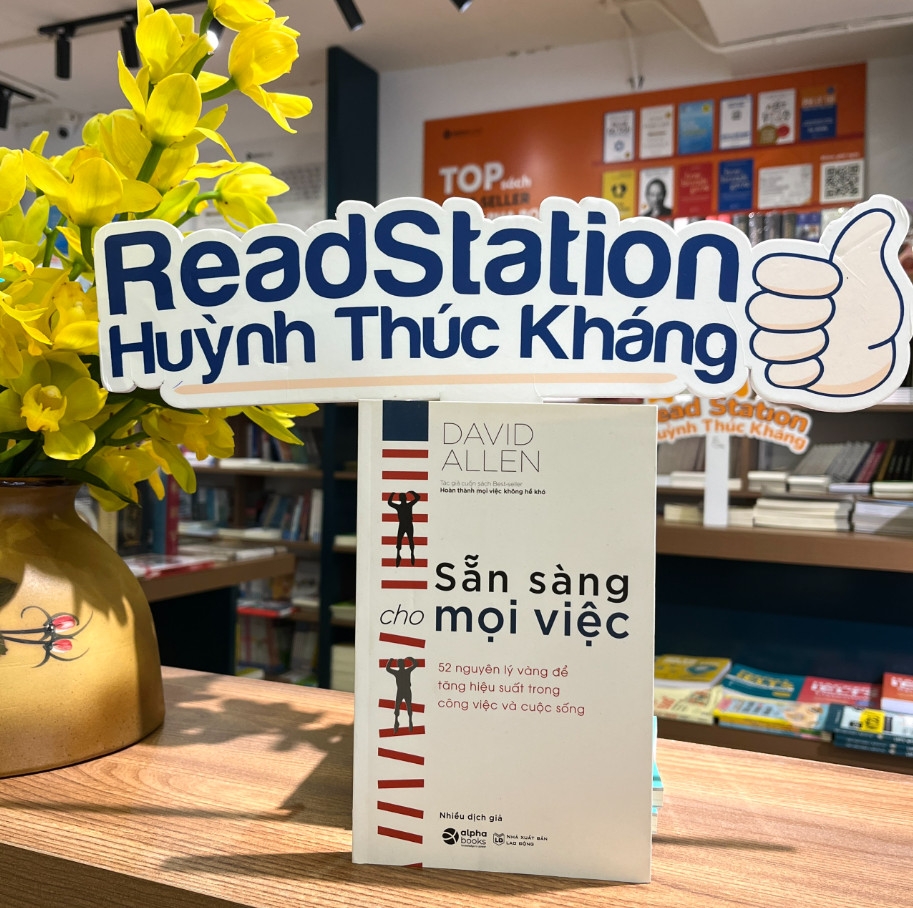 TOP sách
SELLER
ReadStation
Huỳnh Thúc Kháng
Read Station
Huỳnh Thúc Kháng
DAVID
ALLEN
Tác giả cuốn sách Best-seller
Hoàn thành mọi việc không hề khó
Sẵn sàng
cho mọi việc
52 nguyên lý vàng để
tăng hiệu suất trong
công việc và cuộc sống
Nhiều dịch giả
alpha
books
NHÀ XUẤT BẢN
LAO ĐỘNG